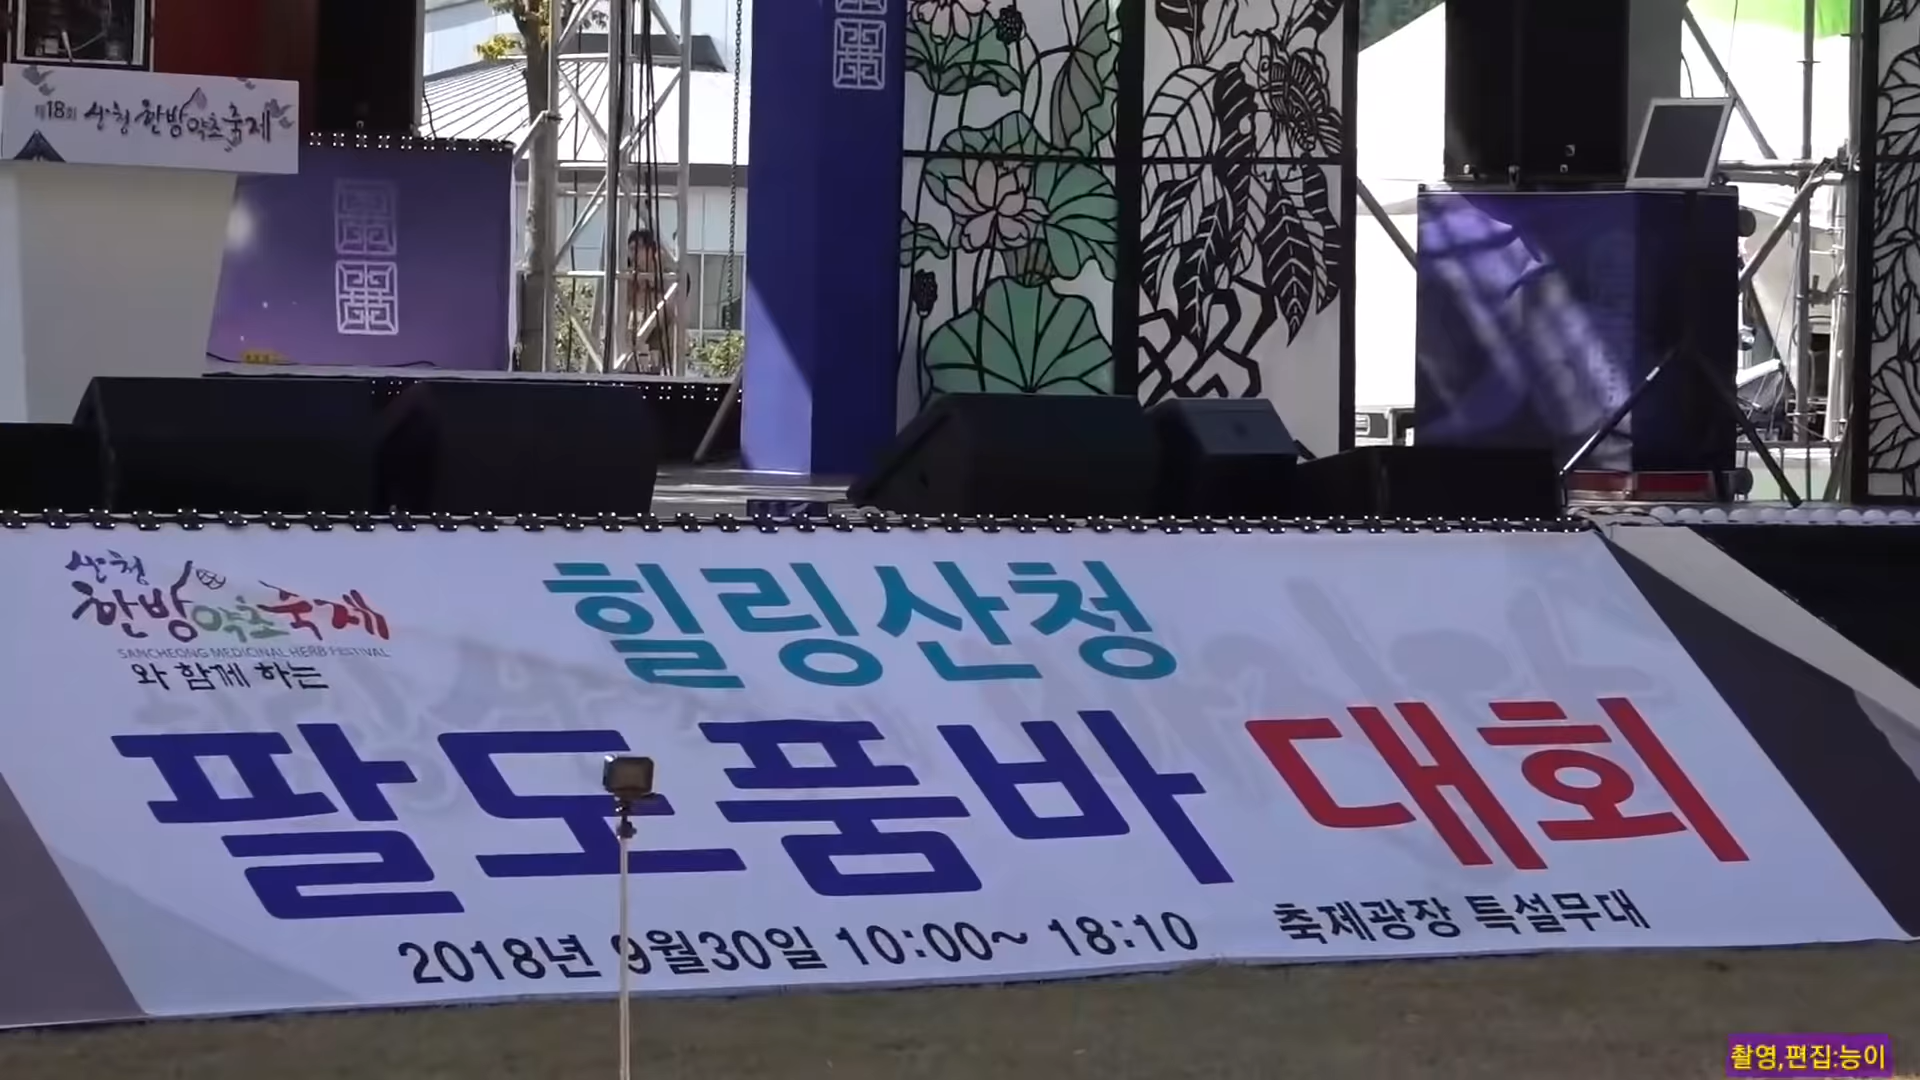 제18회 산청 한방약초축제
산청
한방약초축제
SANCHEONG MEDICINAL HERB FESTIVAL
와 함께 하는
힐링산청
팔도품바 대회
2018년 9월30일 10:00~ 18:10 축제광장 특설무대
촬영,편집:능이